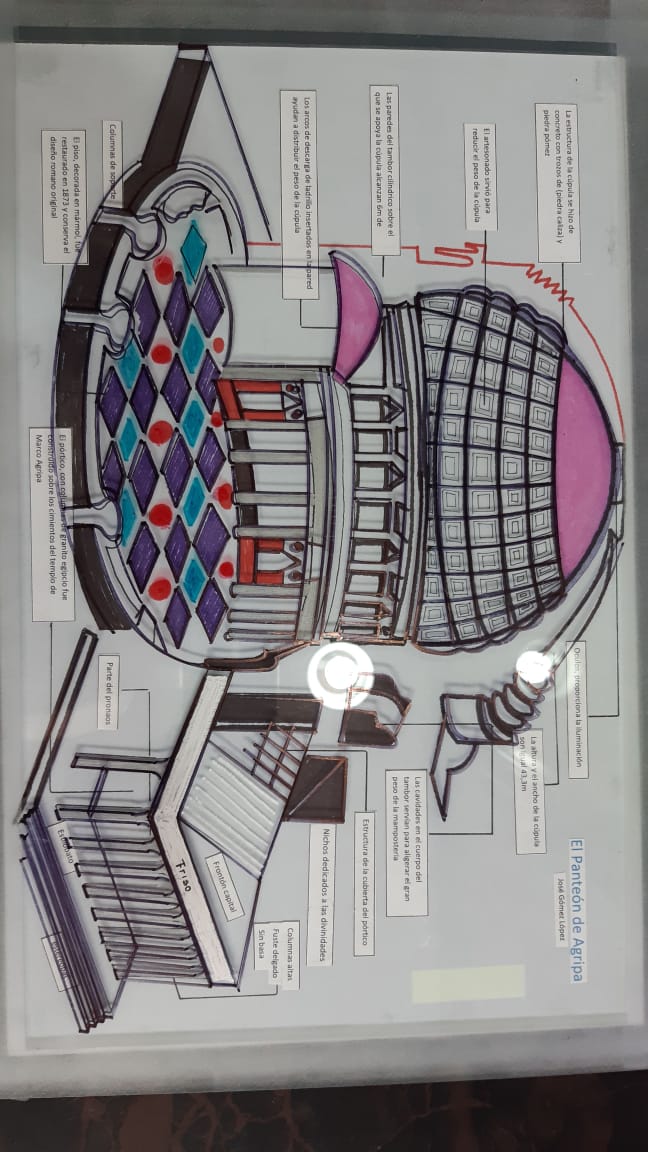 El Panteón de Agripa
José Gómez López
La estructura de la cúpula se hizo de
concreto con trozos de (piedra caliza) y
piedra pómez
El artesonado sirvió para
reducir el peso de la cúpula
Las paredes del tambor cilíndrico sobre el
que se apoya la cúpula alcanzan 6m de
Los arcos de descarga de ladrillo insertados en la pared
ayudan a distribuir el peso de la cúpula
Columnas de soporte
El piso, decorada en mármol, fue
restaurado en 1873 y conserva el
diseño romano original
Oculos, proporciona la iluminación
La altura y el ancho de la cúpula
son igual 43,3m
Las cavidades en el cuerpo del
tambor servían para aligerar el gran
peso de la mampostería
Estructura de la cubierta del pórtico
Nichos dedicados a las divinidades
Columnas altas
Fuste delgado
Sin basa
Frontón capital
Friso
Parte del pronaos
El pórtico, con columnas de granito egipcio fue
construido sobre los cimientos del templo de
Marco Agripa
Estilobato